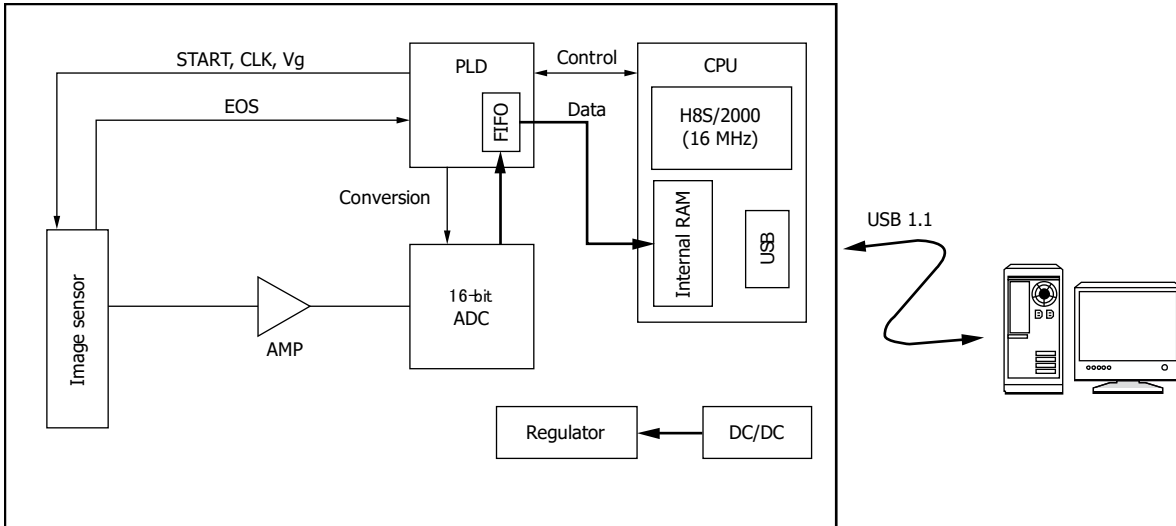 START, CLK, Vg
PLD
Control
CPU
EOS
FIFO
Data
H8S/2000
(16 MHz)
Conversion
Internal RAM
USB
USB 1.1
Image sensor
AMP
16-bit
ADC
Regulator
DC/DC